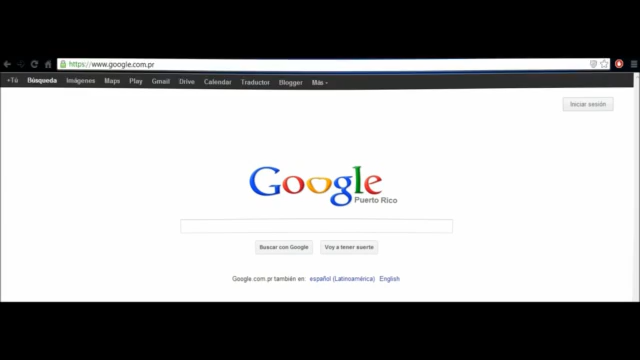 https://www.google.com.pr
+Tú Búsqueda Imágenes Maps Play Gmail Drive Calendar Traductor Blogger Más
Iniciar sesión
Google
Puerto Rico
Buscar con Google Voy a tener suerte
Google.com.pr también en: español (Latinoamérica) English